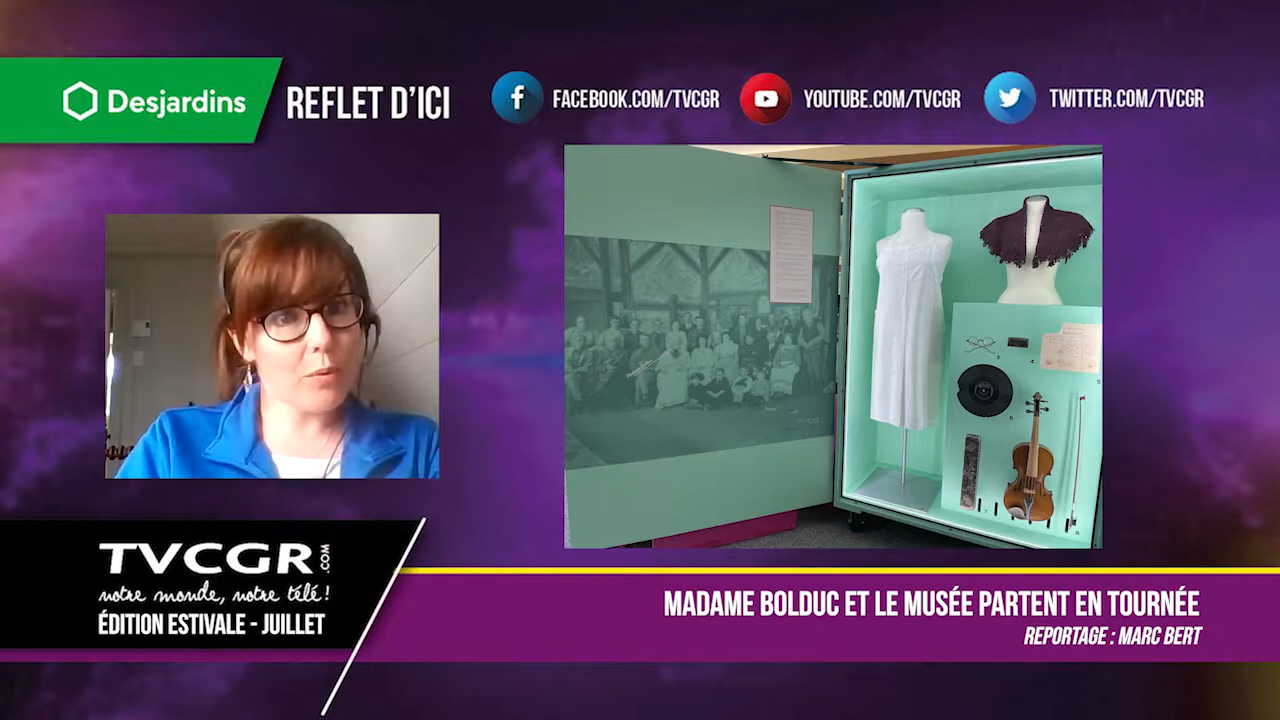 Desjardins
REFLET D'ICI
FACEBOOK.COM/TVCGR
YOUTUBE.COM/TVCGR
TWITTER.COM/TVCGR
TVCGR.COM
notre monde, notre télé!
ÉDITION ESTIVALE - JUILLET
MADAME BOLDUC ET LE MUSÉE PARTENT EN TOURNÉE
REPORTAGE : MARC BERT